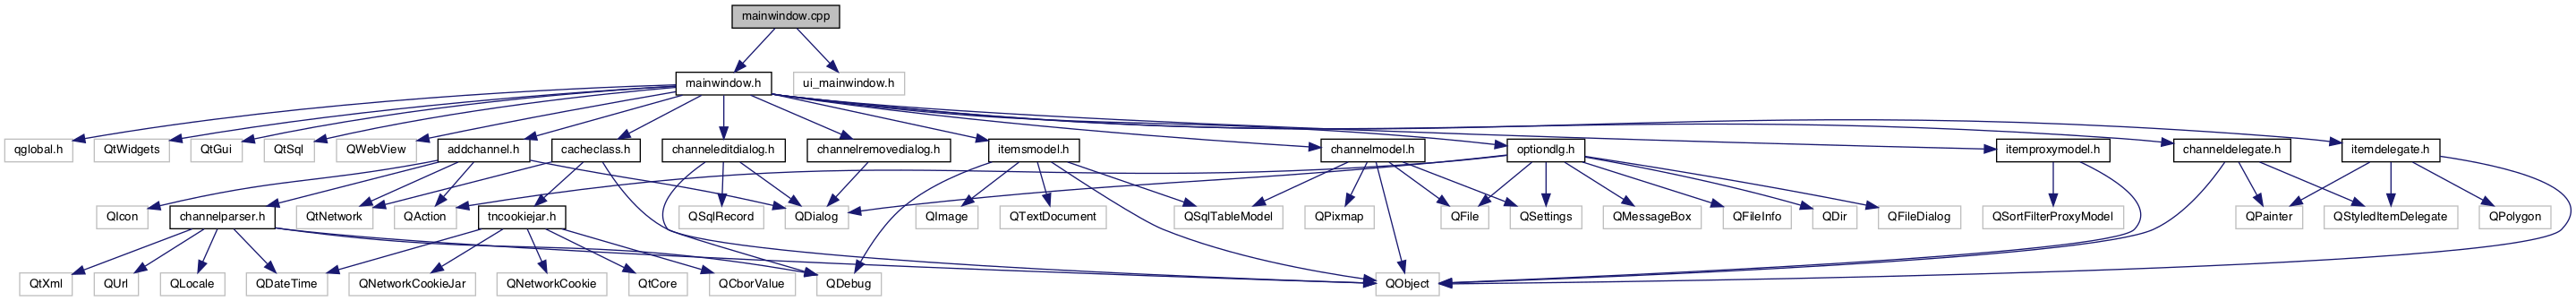 mainwindow.cpp
mainwindow.h
ui_mainwindow.h
qglobal.h
QtWidgets
QtGui
QtSql
QWebView
addchannel.h
cacheclass.h
channeleditdialog.h
channelremovedialog.h
itemsmodel.h
channelmodel.h
optiondlg.h
itemproxymodel.h
channeldelegate.h
itemdelegate.h
QIcon
channelparser.h
QtNetwork
QAction
tncookiejar.h
QSqlRecord
QDialog
QImage
QTextDocument
QSqlTableModel
QPixmap
QFile
QSettings
QMessageBox
QFileInfo
QDir
QFileDialog
QSortFilterProxyModel
QPainter
QStyledItemDelegate
QPolygon
QtXml
QUrl
QLocale
QDateTime
QNetworkCookieJar
QNetworkCookie
QtCore
QCborValue
QDebug
QObject